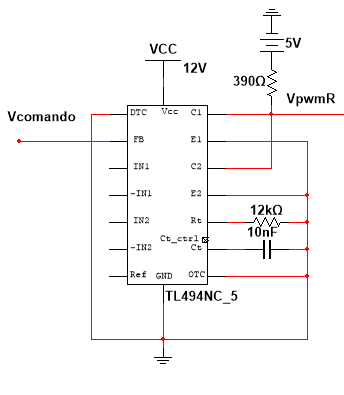 5V
VCC
12V
390Ω
Vcomando
VpwmR
DTC Vcc C1
FB E1
IN1 C2
-IN1 E2
IN2 Rt 12kΩ
Ct_ctrl 10nF
-IN2 Ct
Ref GND OTC
TL494NC_5